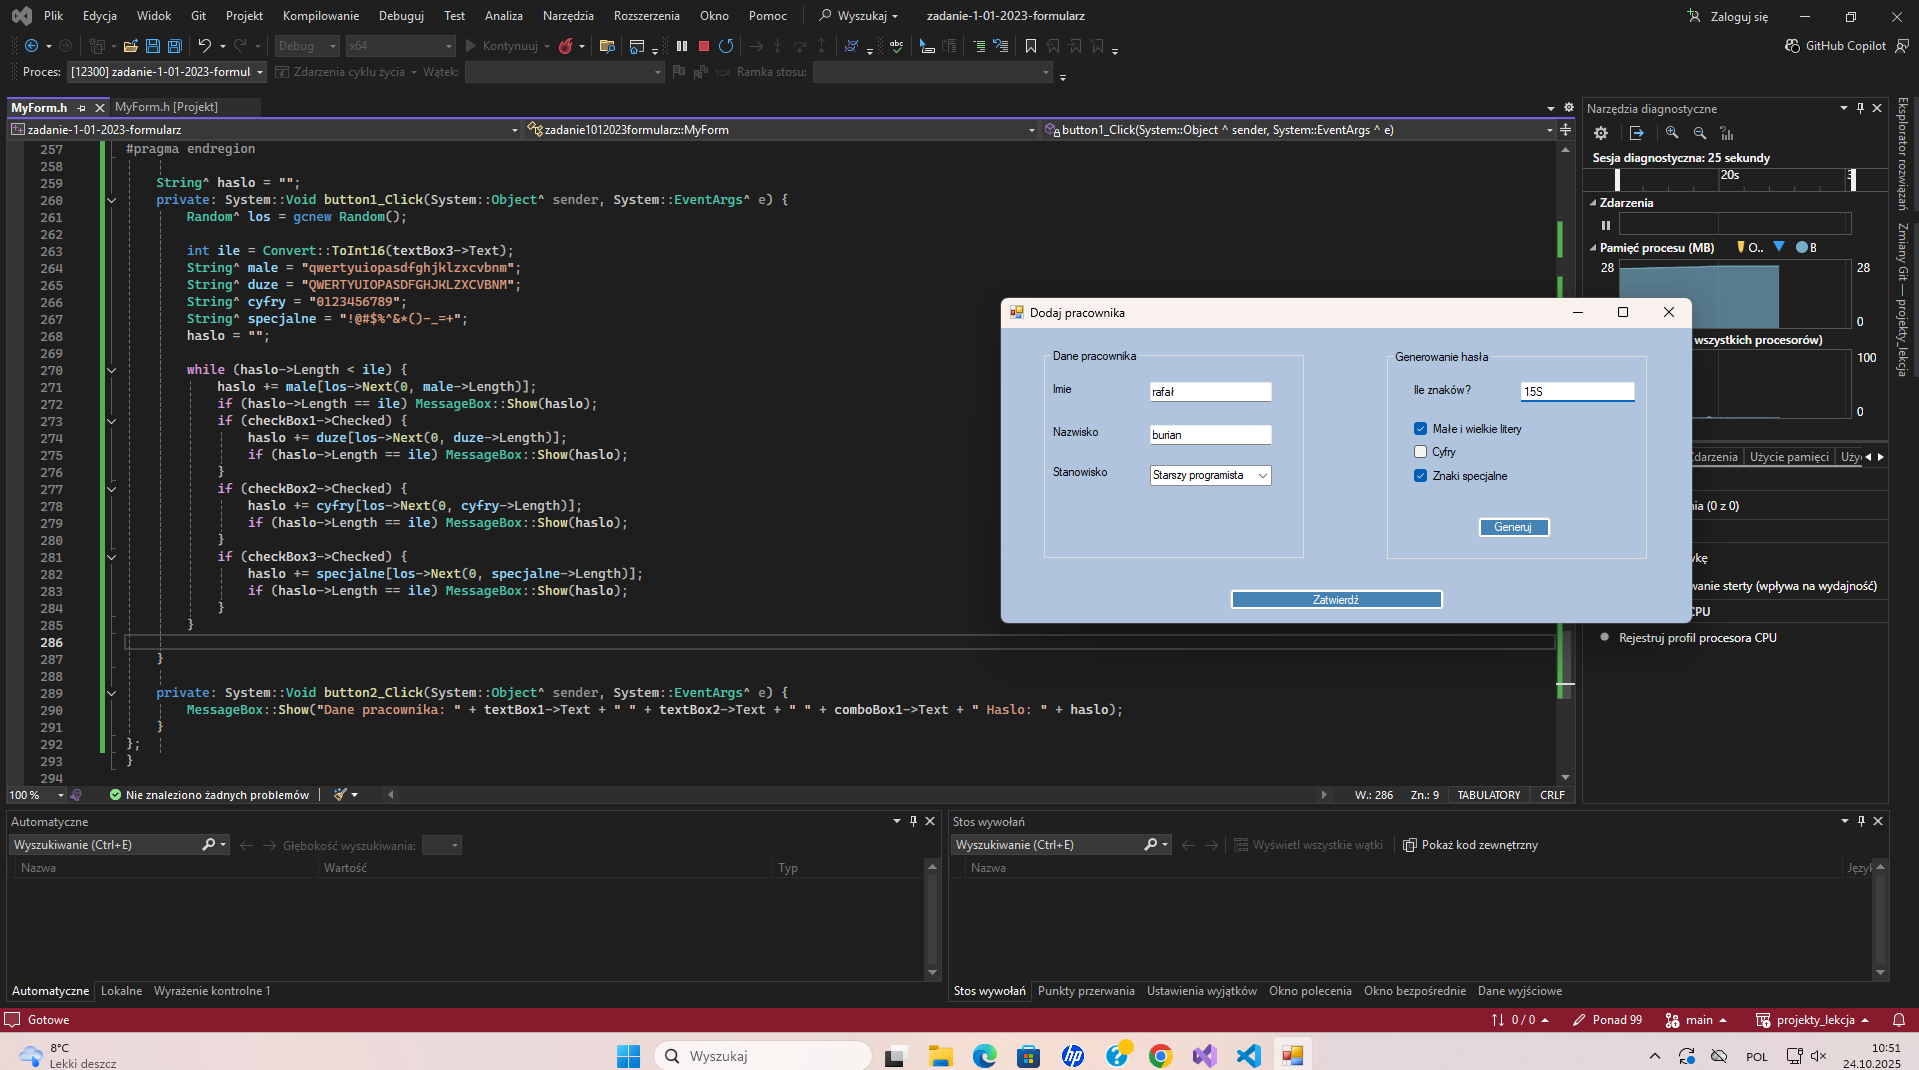 Plik Edycja Widok Git Projekt Kompilowanie Debuguj Test Analiza Narzędzia Rozszerzenia Okno Pomoc Wyszukaj zadanie-1-01-2023-formularz Zaloguj się
Debug x64 Kontynuuj GitHub Copilot
Proces: [12300] zadanie-1-01-2023-formul Zdarzenia cyklu życia Wątek: Ramka stosu:
MyForm.h MyForm.h [Projekt]
zadanie-1-01-2023-formularz zadanie1012023formularz::MyForm button1_Click(System::Object ^ sender, System::EventArgs ^ e)
257 #pragma endregion
258
259 String^ haslo = "";
260 private: System::Void button1_Click(System::Object^ sender, System::EventArgs^ e) {
261 Random^ los = gcnew Random();
262
263 int ile = Convert::ToInt16(textBox3->Text);
264 String^ male = "qwertyuiopasdfghjklzxcvbnm";
265 String^ duze = "QWERTYUIOPASDFGHJKLZXCVBNM";
266 String^ cyfry = "0123456789";
267 String^ specjalne = "!@#$%^&*()-_=+";
268 haslo = "";
269
270 while (haslo->Length < ile) {
271 haslo += male[los->Next(0, male->Length)];
272 if (haslo->Length == ile) MessageBox::Show(haslo);
273 if (checkBox1->Checked) {
274 haslo += duze[los->Next(0, duze->Length)];
275 if (haslo->Length == ile) MessageBox::Show(haslo);
276 }
277 if (checkBox2->Checked) {
278 haslo += cyfry[los->Next(0, cyfry->Length)];
279 if (haslo->Length == ile) MessageBox::Show(haslo);
280 }
281 if (checkBox3->Checked) {
282 haslo += specjalne[los->Next(0, specjalne->Length)];
283 if (haslo->Length == ile) MessageBox::Show(haslo);
284 }
285 }
286
287 }
288
289 private: System::Void button2_Click(System::Object^ sender, System::EventArgs^ e) {
290 MessageBox::Show("Dane pracownika: " + textBox1->Text + " " + textBox2->Text + " " + comboBox1->Text + " Haslo: " + haslo);
291 }
292 };
293 }
294
100 % Nie znaleziono żadnych problemów W.: 286 Zn.: 9 TABULATORY CRLF
Dodaj pracownika
Dane pracownika
Imie rafał
Nazwisko burian
Stanowisko Starszy programista
Generowanie hasła
Ile znaków? 15S
Małe i wielkie litery
Cyfry
Znaki specjalne
Generuj
Zatwierdź
Narzędzia diagnostyczne
Sesja diagnostyczna: 25 sekundy
20s
Zdarzenia
Pamięć procesu (MB) O.. B
28 28
0
wszystkich procesorów)
100
0
Zdarzenia Użycie pamięci Uży
nia (0 z 0)
wanie sterty (wpływa na wydajność)
CPU
Rejestruj profil procesora CPU
Eksplorator rozwiązań
Zmiany Git — projekty_lekcja
Automatyczne
Wyszukiwanie (Ctrl+E) Głębokość wyszukiwania:
Nazwa Wartość Typ
Automatyczne Lokalne Wyrażenie kontrolne 1
Stos wywołań
Wyszukiwanie (Ctrl+E) Wyświetl wszystkie wątki Pokaż kod zewnętrzny
Nazwa Język
Stos wywołań Punkty przerwania Ustawienia wyjątków Okno polecenia Okno bezpośrednie Dane wyjściowe
Gotowe 0 / 0 Ponad 99 main projekty_lekcja
8°C
Lekki deszcz
Wyszukaj
POL
10:51
24.10.2025